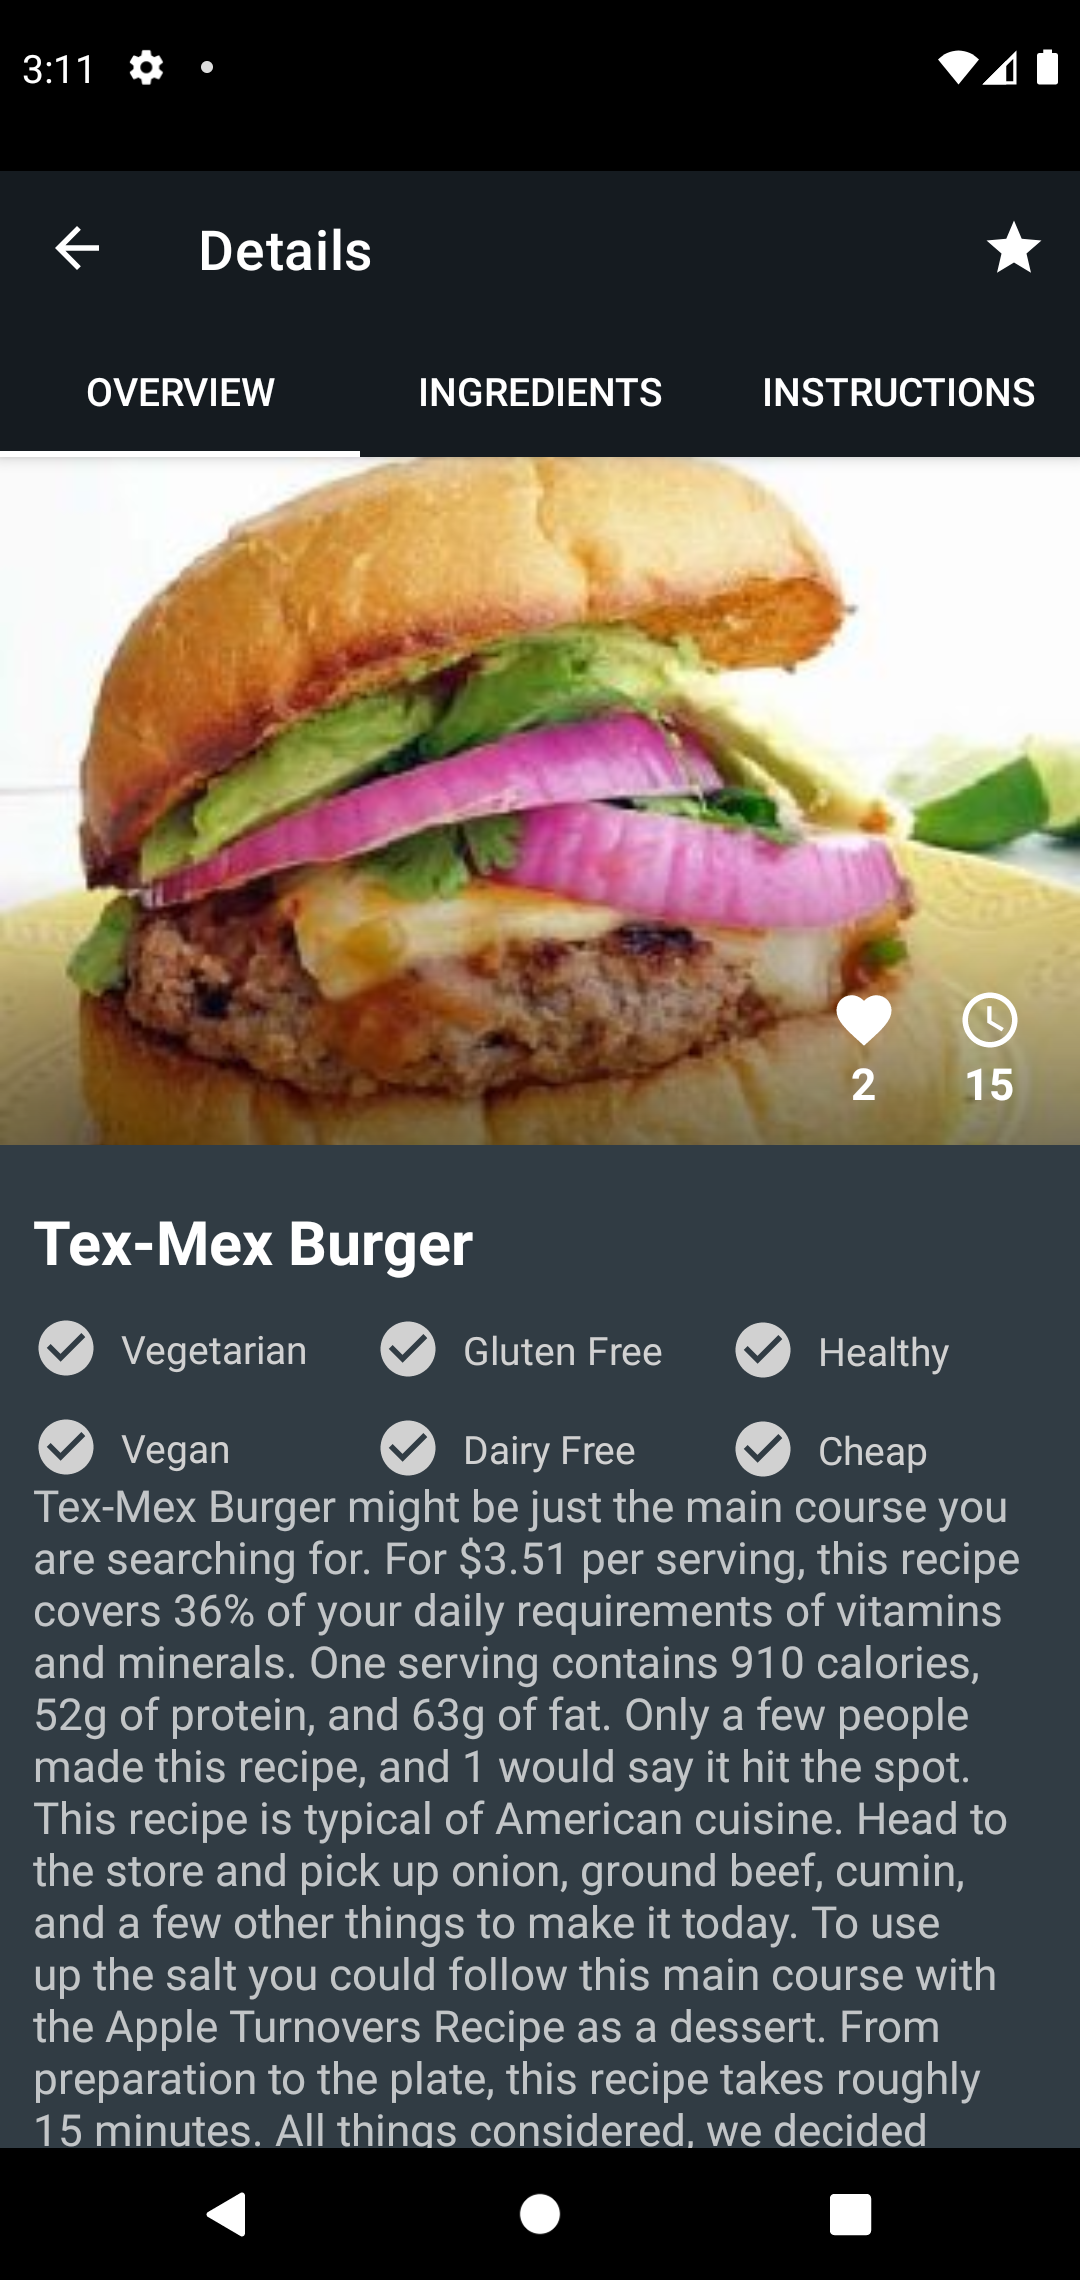 3:11
Details
OVERVIEW INGREDIENTS INSTRUCTIONS
2 15
Tex-Mex Burger
Vegetarian Gluten Free Healthy
Vegan Dairy Free Cheap
Tex-Mex Burger might be just the main course you
are searching for. For $3.51 per serving, this recipe
covers 36% of your daily requirements of vitamins
and minerals. One serving contains 910 calories,
52g of protein, and 63g of fat. Only a few people
made this recipe, and 1 would say it hit the spot.
This recipe is typical of American cuisine. Head to
the store and pick up onion, ground beef, cumin,
and a few other things to make it today. To use
up the salt you could follow this main course with
the Apple Turnovers Recipe as a dessert. From
preparation to the plate, this recipe takes roughly
15 minutes. All things considered, we decided